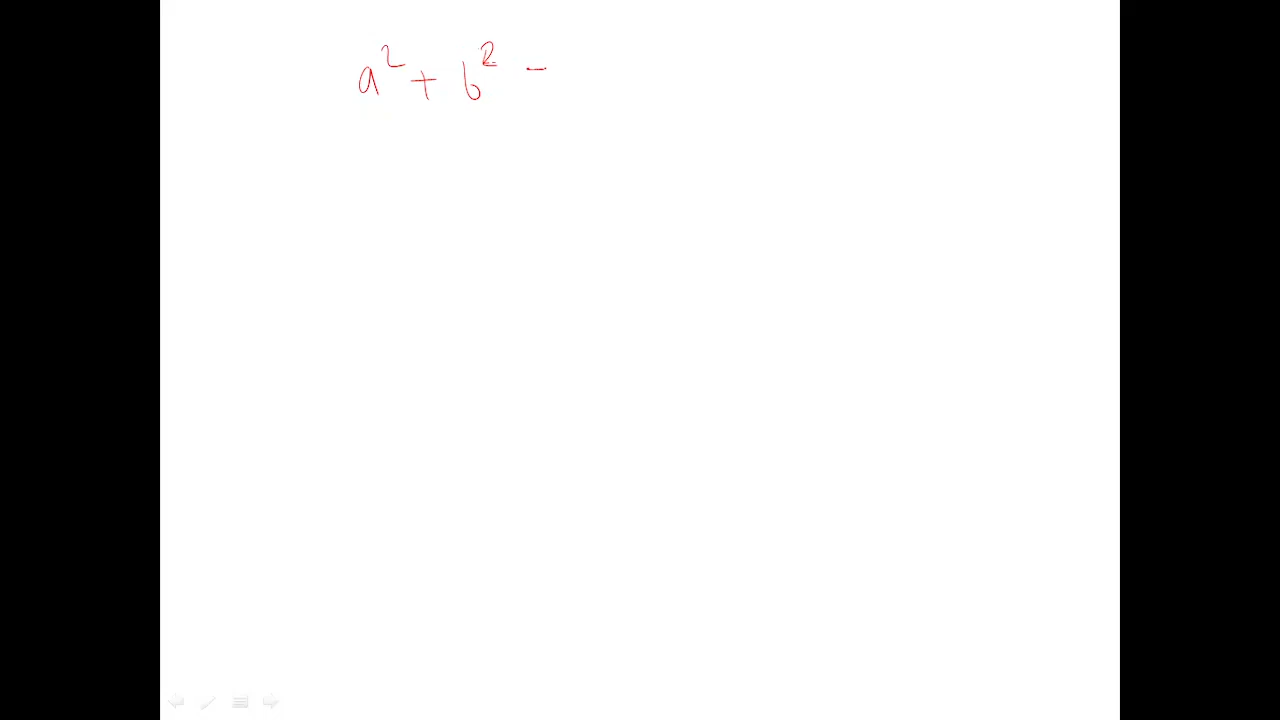 a² + b² -